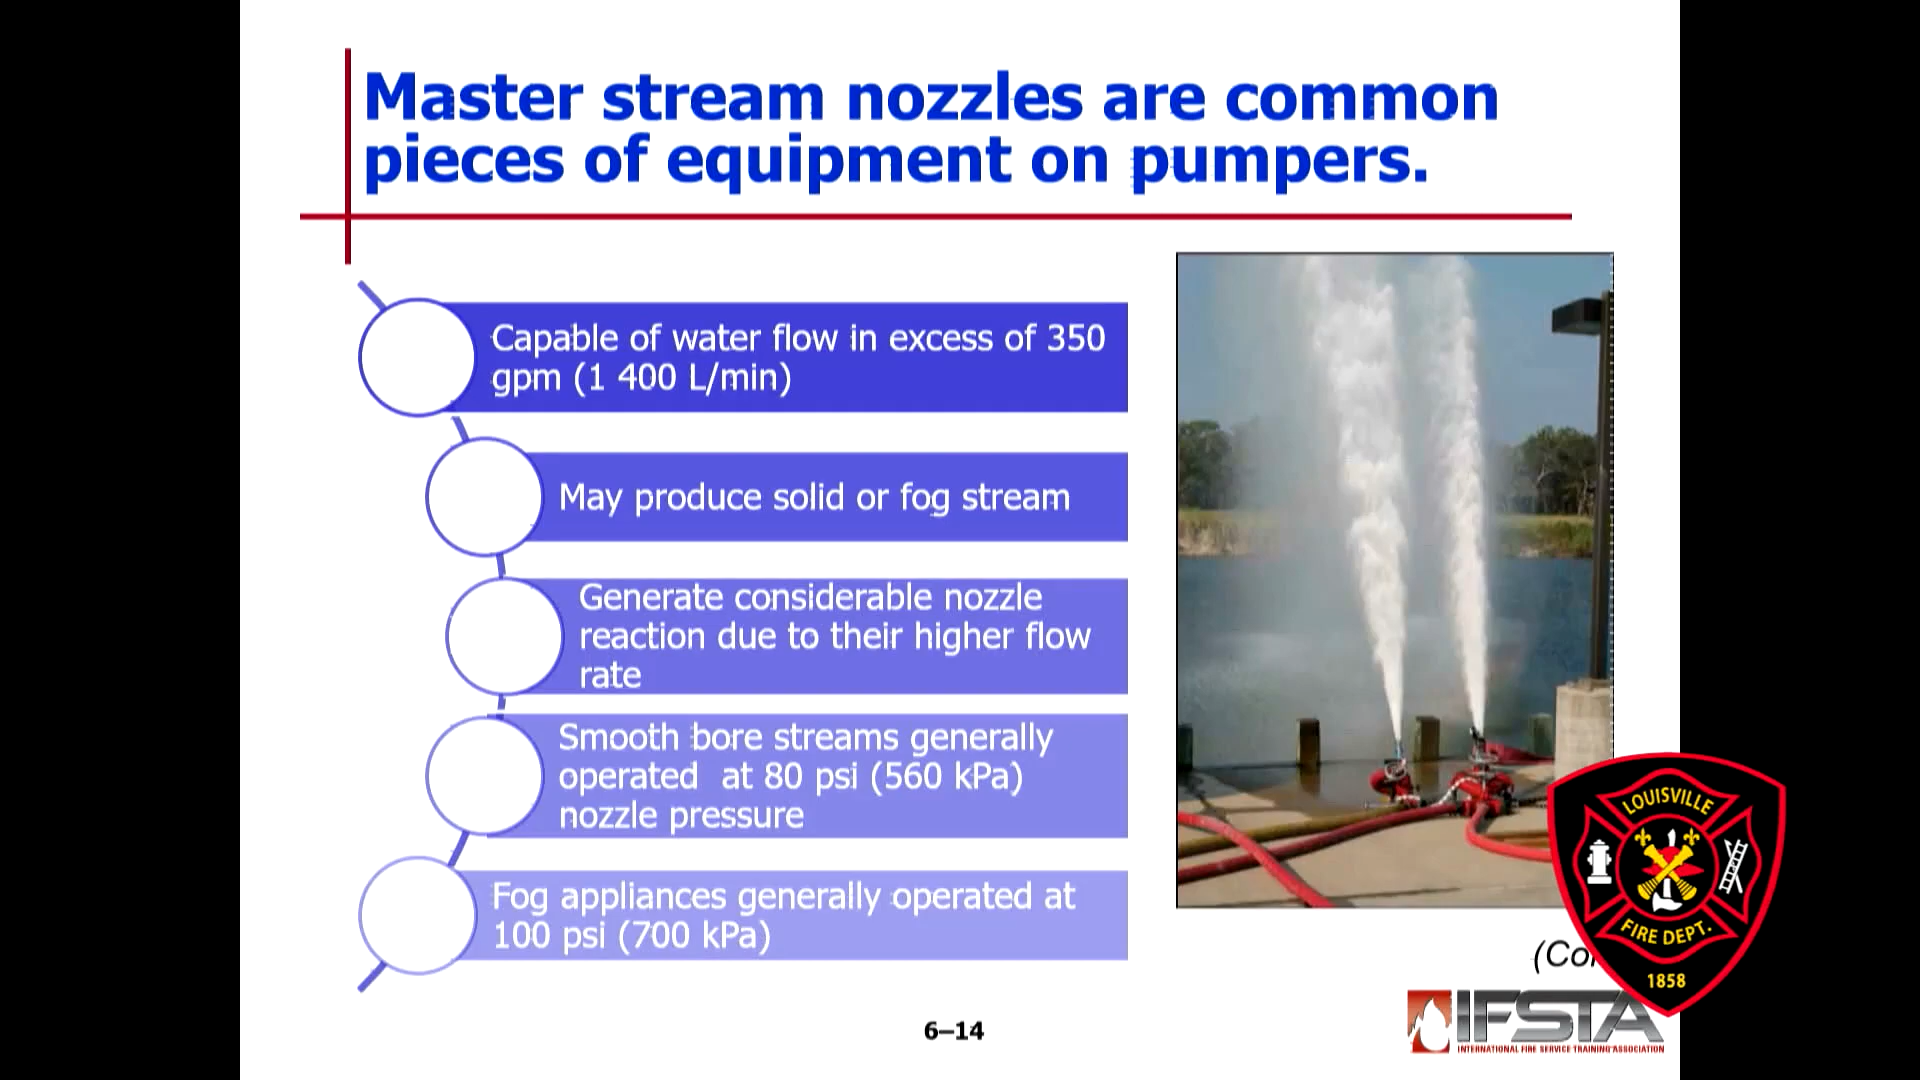 Master stream nozzles are common
pieces of equipment on pumpers.
Capable of water flow in excess of 350
gpm (1 400 L/min)
May produce solid or fog stream
Generate considerable nozzle
reaction due to their higher flow
rate
Smooth bore streams generally
operated at 80 psi (560 kPa)
nozzle pressure
Fog appliances generally operated at
100 psi (700 kPa)
LOUISVILLE
FIRE DEPT.
1858
6–14
IFSTA
INTERNATIONAL FIRE SERVICE TRAINING ASSOCIATION